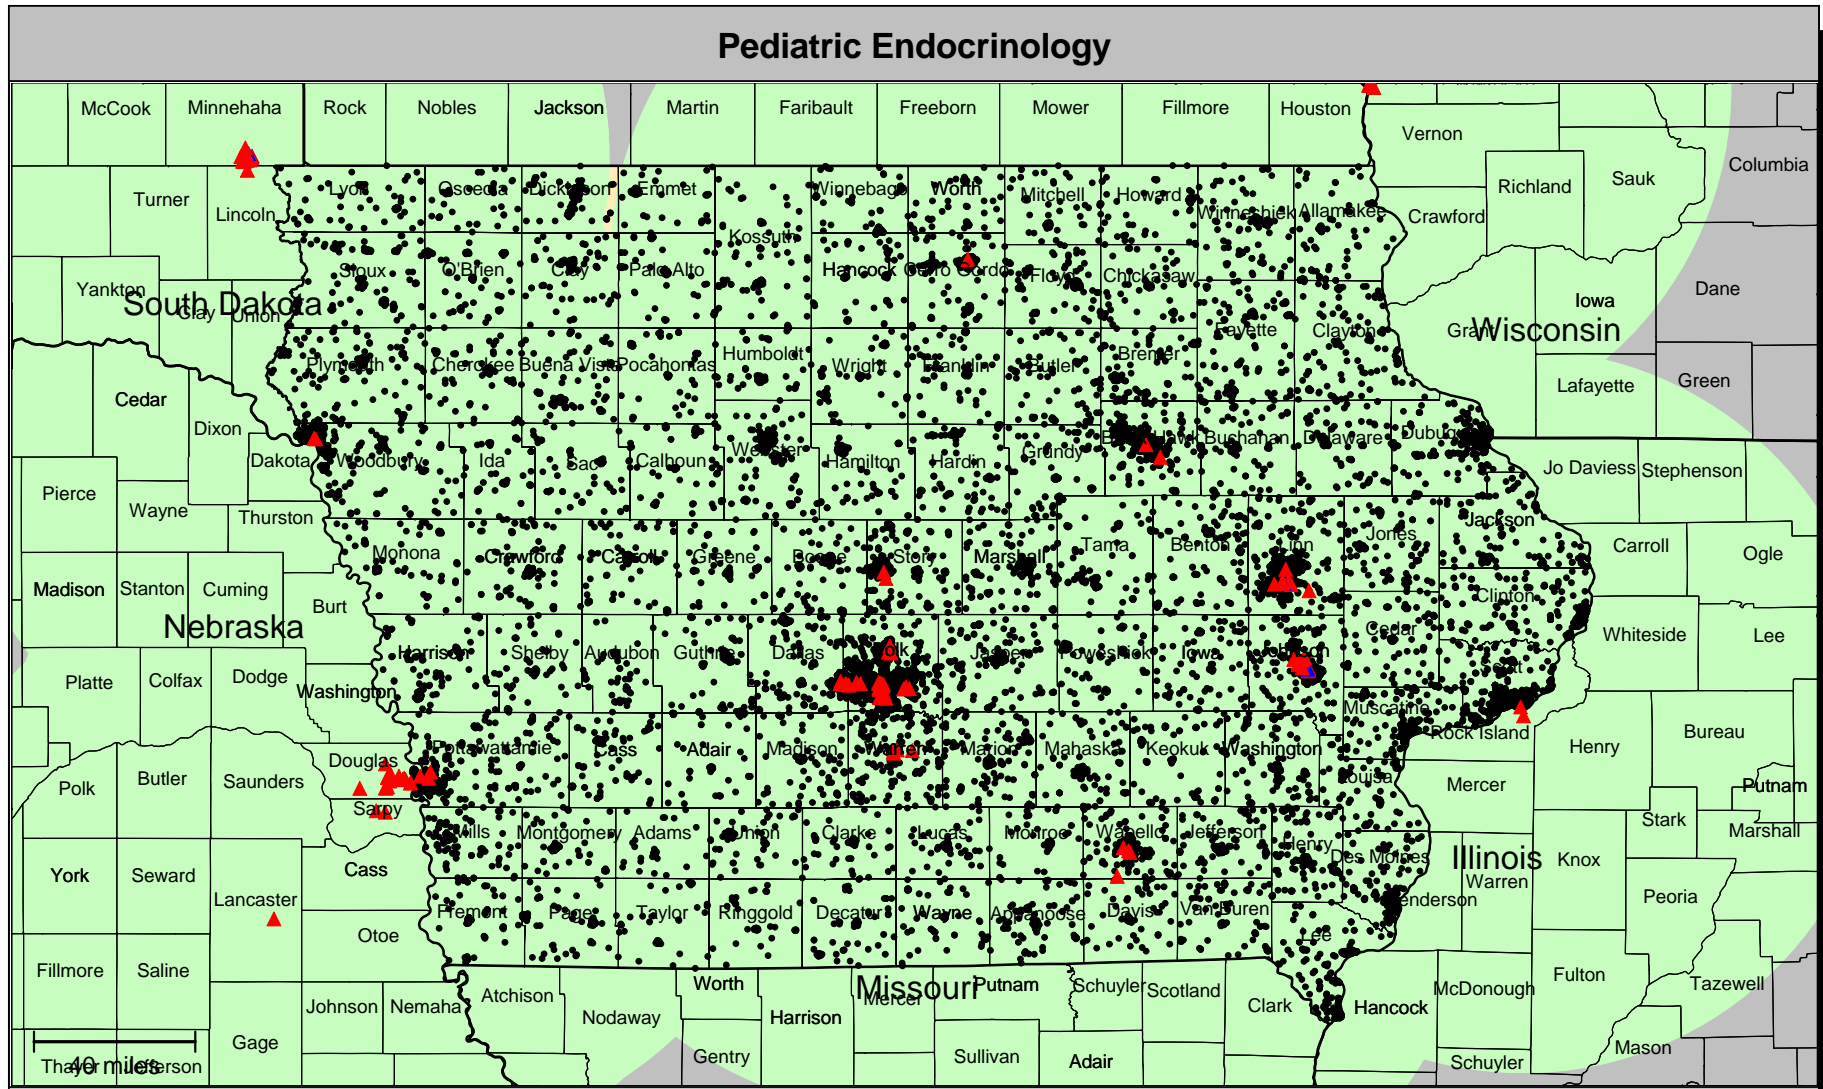 Pediatric Endocrinology
McCook Minnehaha Rock Nobles Jackson Martin Faribault Freeborn Mower Fillmore Houston
Vernon
Columbia
Turner Lincoln Lyon Osceola Dickinson Emmet Winnebago Worth Mitchell Howard Winneshiek Allamakee Crawford Richland Sauk
Kossuth
Yankton Clay Union Sioux O'Brien Clay Palo Alto Hancock Cerro Gordo Floyd Chickasaw Iowa Dane
South Dakota
Fayette Clayton Grant
Wisconsin
Plymouth Cherokee Buena Vista Pocahontas Humboldt Wright Franklin Butler Bremer
Cedar Lafayette Green
Dixon
Dakota Woodbury Ida Sac Calhoun Webster Hamilton Hardin Grundy Black Hawk Buchanan Delaware Dubuque
Jo Daviess Stephenson
Pierce Wayne Thurston
Monona Crawford Carroll Greene Boone Story Marshall Tama Benton Linn Jones Jackson Carroll Ogle
Madison Stanton Cuming Burt Clinton
Nebraska
Cedar Whiteside Lee
Harrison Shelby Audubon Guthrie Dallas Polk Jasper Poweshiek Iowa Johnson Scott
Platte Colfax Dodge Washington Muscatine
Rock Island Henry Bureau
Douglas Pottawattamie Cass Adair Madison Warren Marion Mahaska Keokuk Washington Louisa
Polk Butler Saunders Sarpy Mercer Putnam
Mills Montgomery Adams Union Clarke Lucas Monroe Wapello Jefferson Henry Des Moines Stark Marshall
Illinois
York Seward Cass Knox
Warren
Lancaster Henderson Peoria
Fremont Page Taylor Ringgold Decatur Wayne Appanoose Davis Van Buren Lee
Otoe
Fillmore Saline Fulton
Missouri
Johnson Nemaha Atchison Worth Mercer Putnam Schuyler Scotland Clark Hancock McDonough Tazewell
Nodaway Harrison
Gage Gentry Sullivan Adair Schuyler Mason
Thayer Jefferson
40 miles